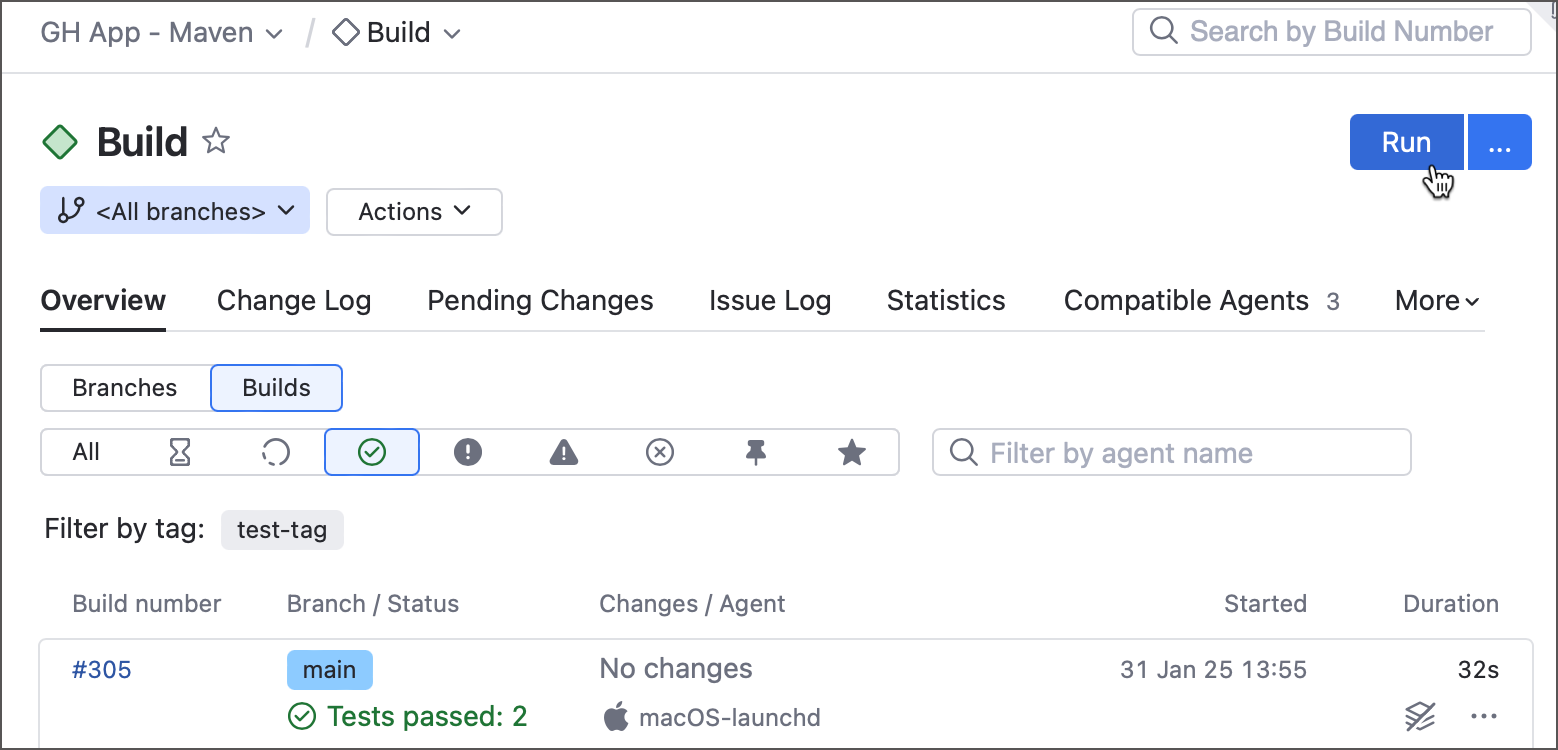 GH App - Maven / Build
Search by Build Number
Build
Run
...
<All branches>
Actions
Overview
Change Log
Pending Changes
Issue Log
Statistics
Compatible Agents 3
More
Branches
Builds
All
Filter by agent name
Filter by tag: test-tag
Build number
Branch / Status
Changes / Agent
Started
Duration
#305
main
No changes
31 Jan 25 13:55
32s
Tests passed: 2
macOS-launchd